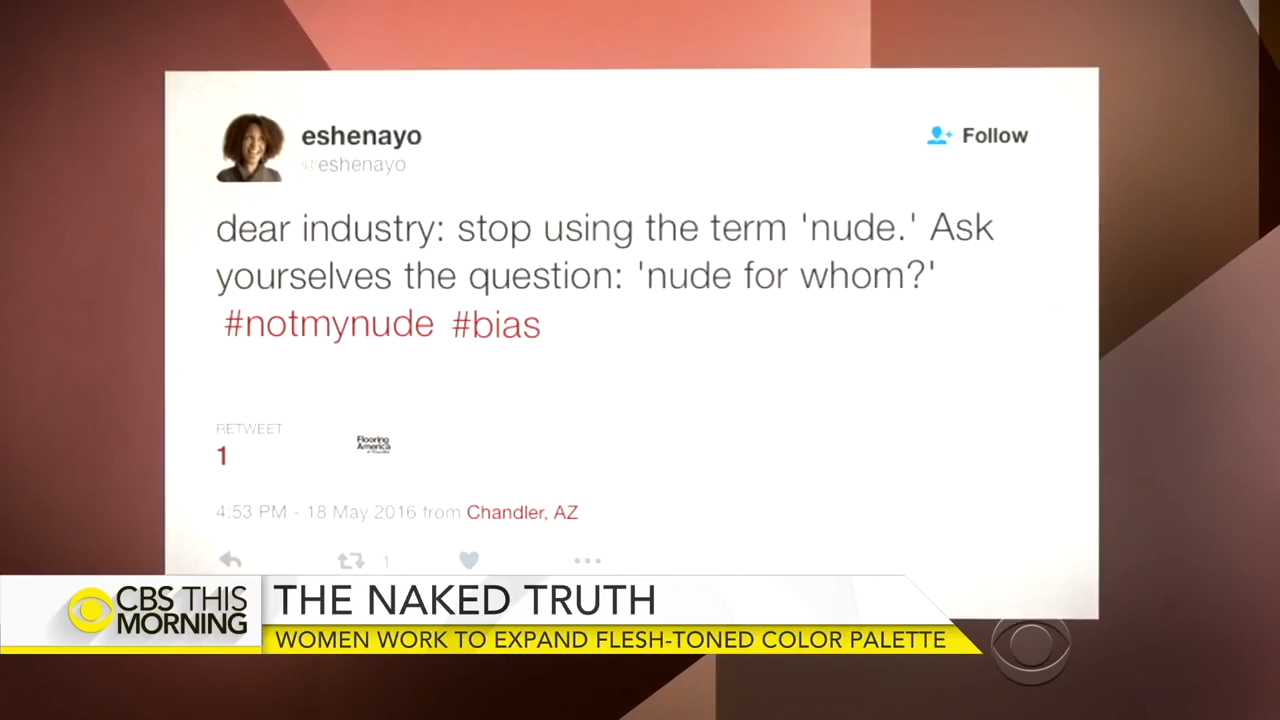 eshenayo
@eshenayo
Follow
dear industry: stop using the term 'nude.' Ask
yourselves the question: 'nude for whom?'
#notmynude #bias
RETWEET
1
Flooring
America
4:53 PM - 18 May 2016 from Chandler, AZ
1
CBS THIS
MORNING
THE NAKED TRUTH
WOMEN WORK TO EXPAND FLESH-TONED COLOR PALETTE